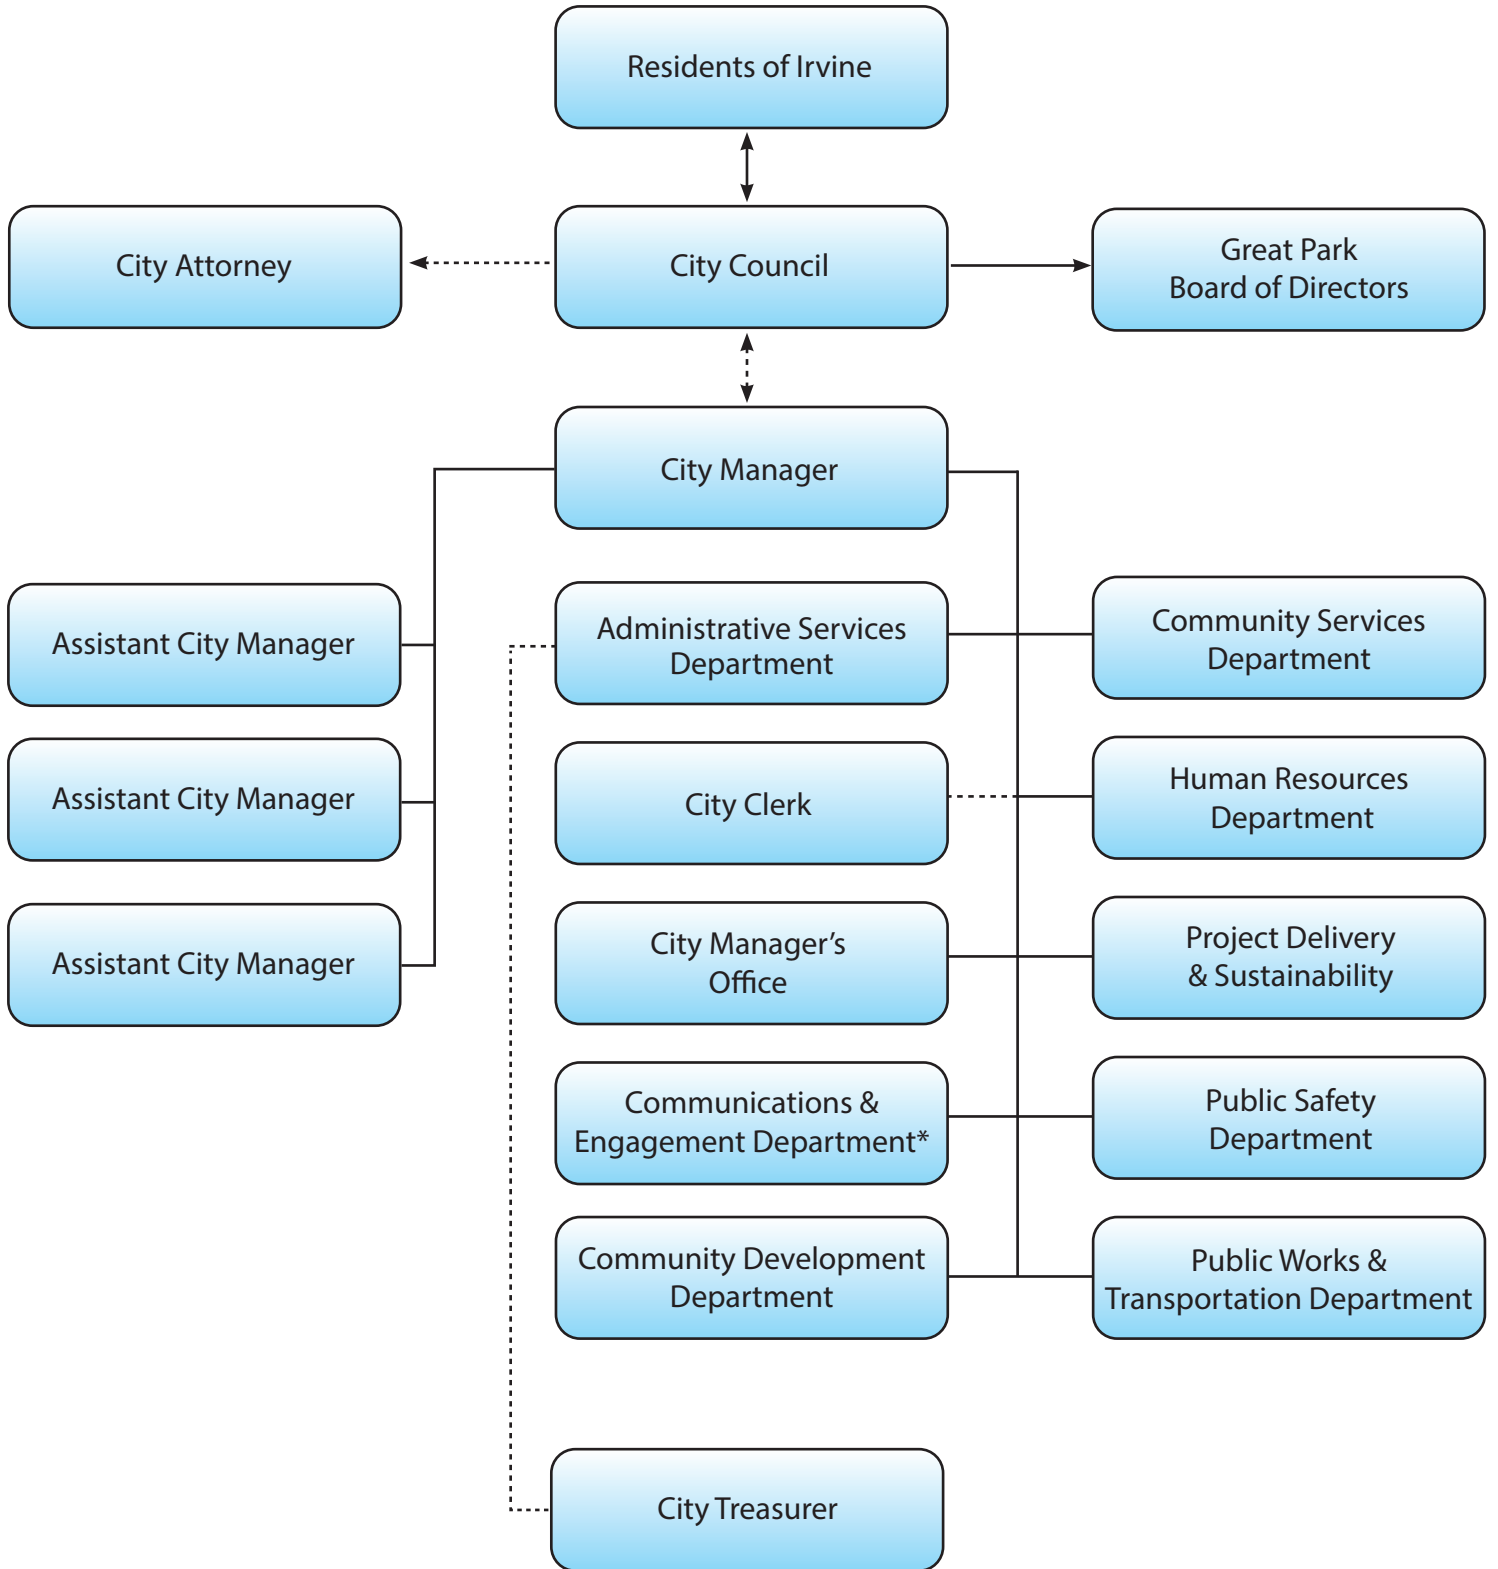 Residents of Irvine
City Attorney
City Council
Great Park
Board of Directors
City Manager
Assistant City Manager
Administrative Services
Department
Community Services
Department
Assistant City Manager
City Clerk
Human Resources
Department
Assistant City Manager
City Manager’s
Office
Project Delivery
& Sustainability
Communications &
Engagement Department*
Public Safety
Department
Community Development
Department
Public Works &
Transportation Department
City Treasurer